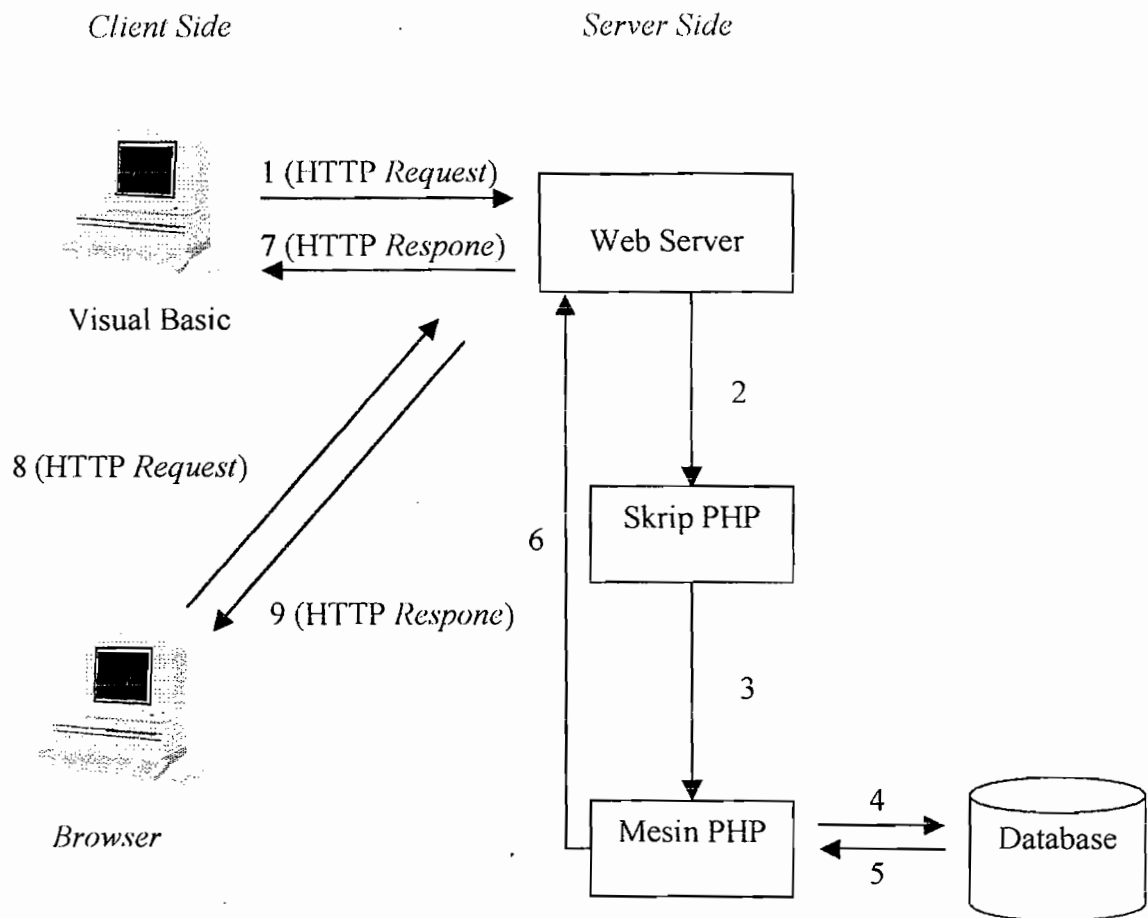 Client Side
Server Side
1 (HTTP Request)
Web Server
7 (HTTP Respone)
Visual Basic
2
8 (HTTP Request)
Skrip PHP
6
9 (HTTP Respone)
3
4
Mesin PHP
Database
Browser
5